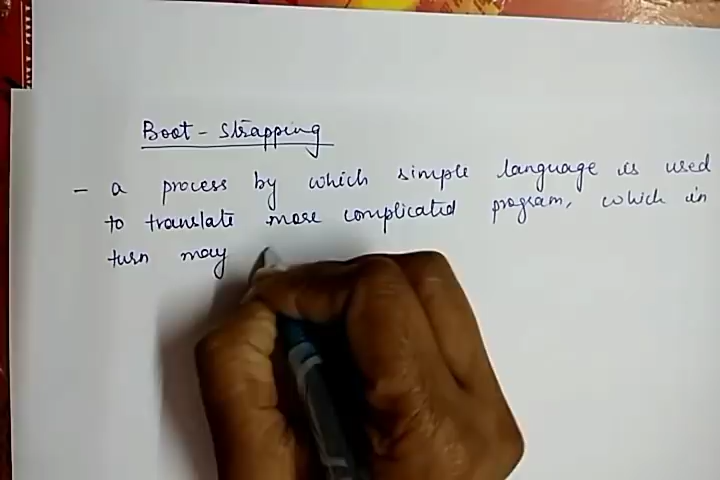 Boot - strapping
- a process by which simple language is used
to translate more complicated program, which in
turn may